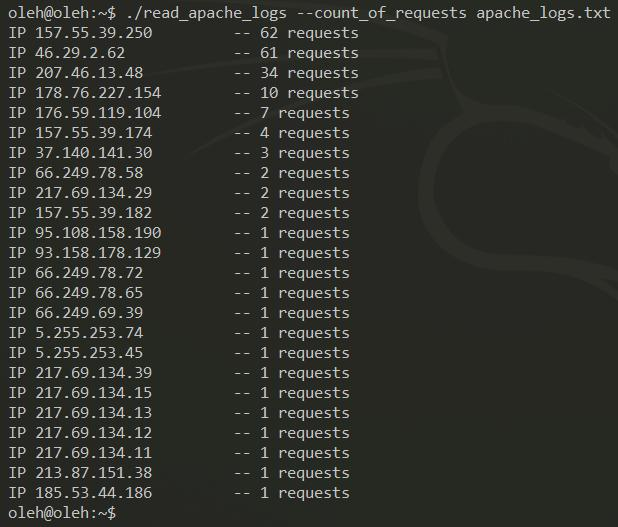 oleh@oleh:~$ ./read_apache_logs --count_of_requests apache_logs.txt
IP 157.55.39.250 -- 62 requests
IP 46.29.2.62 -- 61 requests
IP 207.46.13.48 -- 34 requests
IP 178.76.227.154 -- 10 requests
IP 176.59.119.104 -- 7 requests
IP 157.55.39.174 -- 4 requests
IP 37.140.141.30 -- 3 requests
IP 66.249.78.58 -- 2 requests
IP 217.69.134.29 -- 2 requests
IP 157.55.39.182 -- 2 requests
IP 95.108.158.190 -- 1 requests
IP 93.158.178.129 -- 1 requests
IP 66.249.78.72 -- 1 requests
IP 66.249.78.65 -- 1 requests
IP 66.249.69.39 -- 1 requests
IP 5.255.253.74 -- 1 requests
IP 5.255.253.45 -- 1 requests
IP 217.69.134.39 -- 1 requests
IP 217.69.134.15 -- 1 requests
IP 217.69.134.13 -- 1 requests
IP 217.69.134.12 -- 1 requests
IP 217.69.134.11 -- 1 requests
IP 213.87.151.38 -- 1 requests
IP 185.53.44.186 -- 1 requests
oleh@oleh:~$